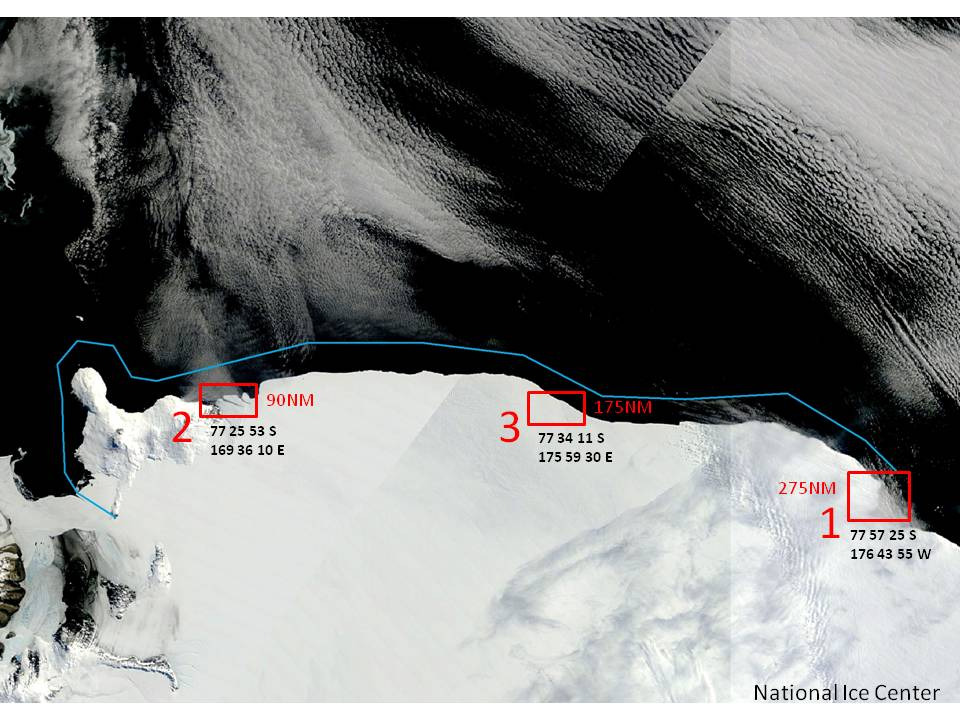 90NM
2
77 25 53 S
169 36 10 E
175NM
3
77 34 11 S
175 59 30 E
275NM
1
77 57 25 S
176 43 55 W
National Ice Center